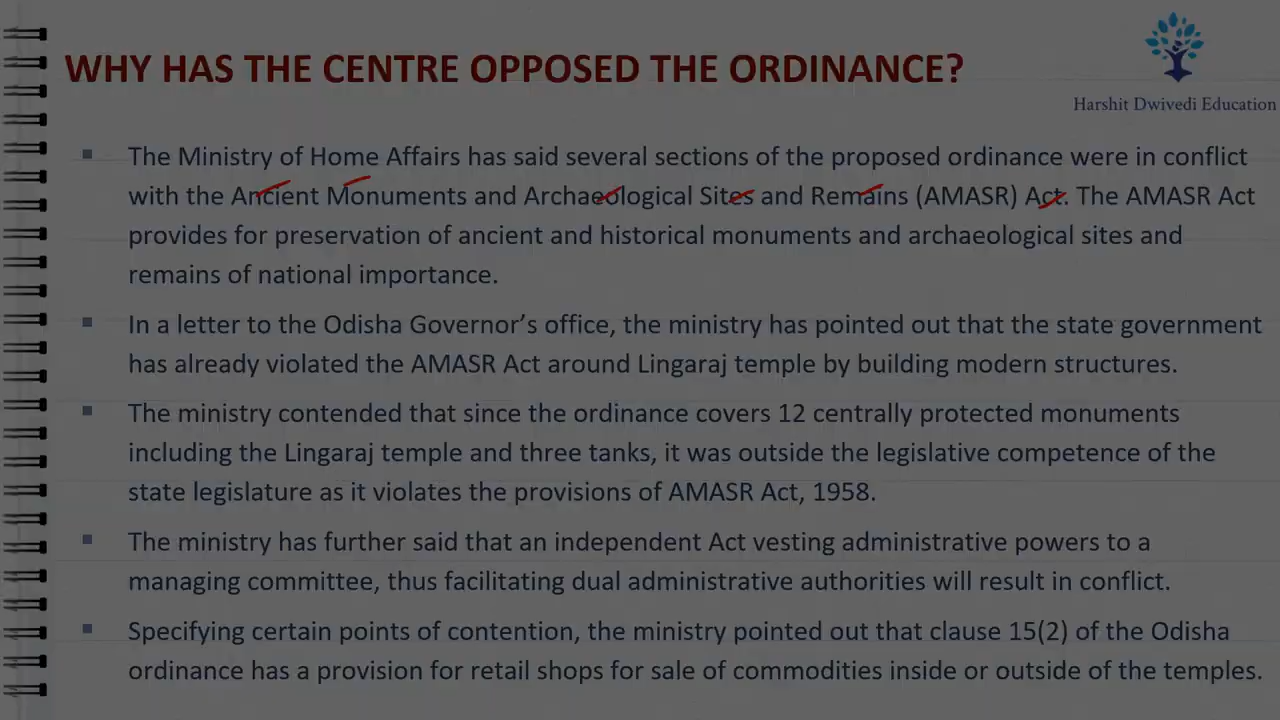 WHY HAS THE CENTRE OPPOSED THE ORDINANCE?
Harshit Dwivedi Education
▪ The Ministry of Home Affairs has said several sections of the proposed ordinance were in conflict
with the Ancient Monuments and Archaeological Sites and Remains (AMASR) Act. The AMASR Act
provides for preservation of ancient and historical monuments and archaeological sites and
remains of national importance.
▪ In a letter to the Odisha Governor’s office, the ministry has pointed out that the state government
has already violated the AMASR Act around Lingaraj temple by building modern structures.
▪ The ministry contended that since the ordinance covers 12 centrally protected monuments
including the Lingaraj temple and three tanks, it was outside the legislative competence of the
state legislature as it violates the provisions of AMASR Act, 1958.
▪ The ministry has further said that an independent Act vesting administrative powers to a
managing committee, thus facilitating dual administrative authorities will result in conflict.
▪ Specifying certain points of contention, the ministry pointed out that clause 15(2) of the Odisha
ordinance has a provision for retail shops for sale of commodities inside or outside of the temples.